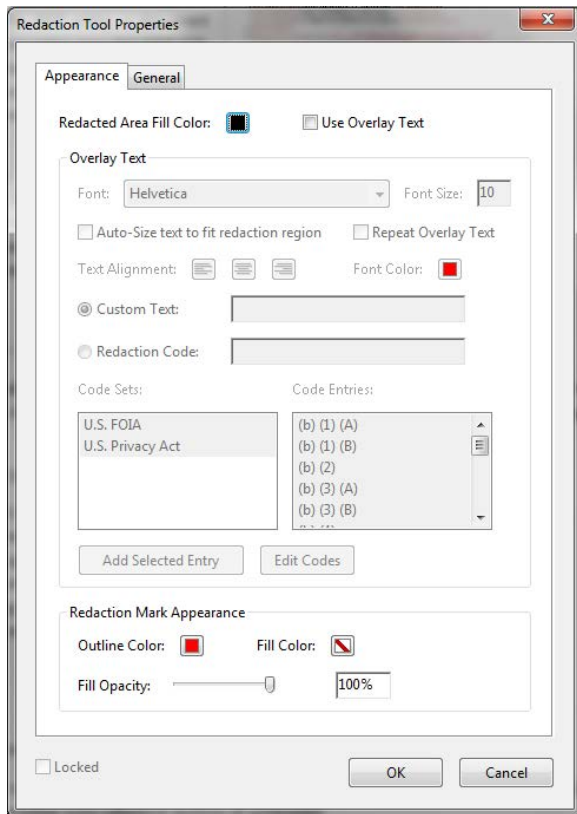 Redaction Tool Properties
Appearance General
Redacted Area Fill Color: Use Overlay Text
Overlay Text
Font: Helvetica Font Size: 10
Auto-Size text to fit redaction region Repeat Overlay Text
Text Alignment: Font Color:
Custom Text:
Redaction Code:
Code Sets: Code Entries:
U.S. FOIA (b) (1) (A)
U.S. Privacy Act (b) (1) (B)
(b) (2)
(b) (3) (A)
(b) (3) (B)
Add Selected Entry Edit Codes
Redaction Mark Appearance
Outline Color: Fill Color:
Fill Opacity: 100%
Locked OK Cancel